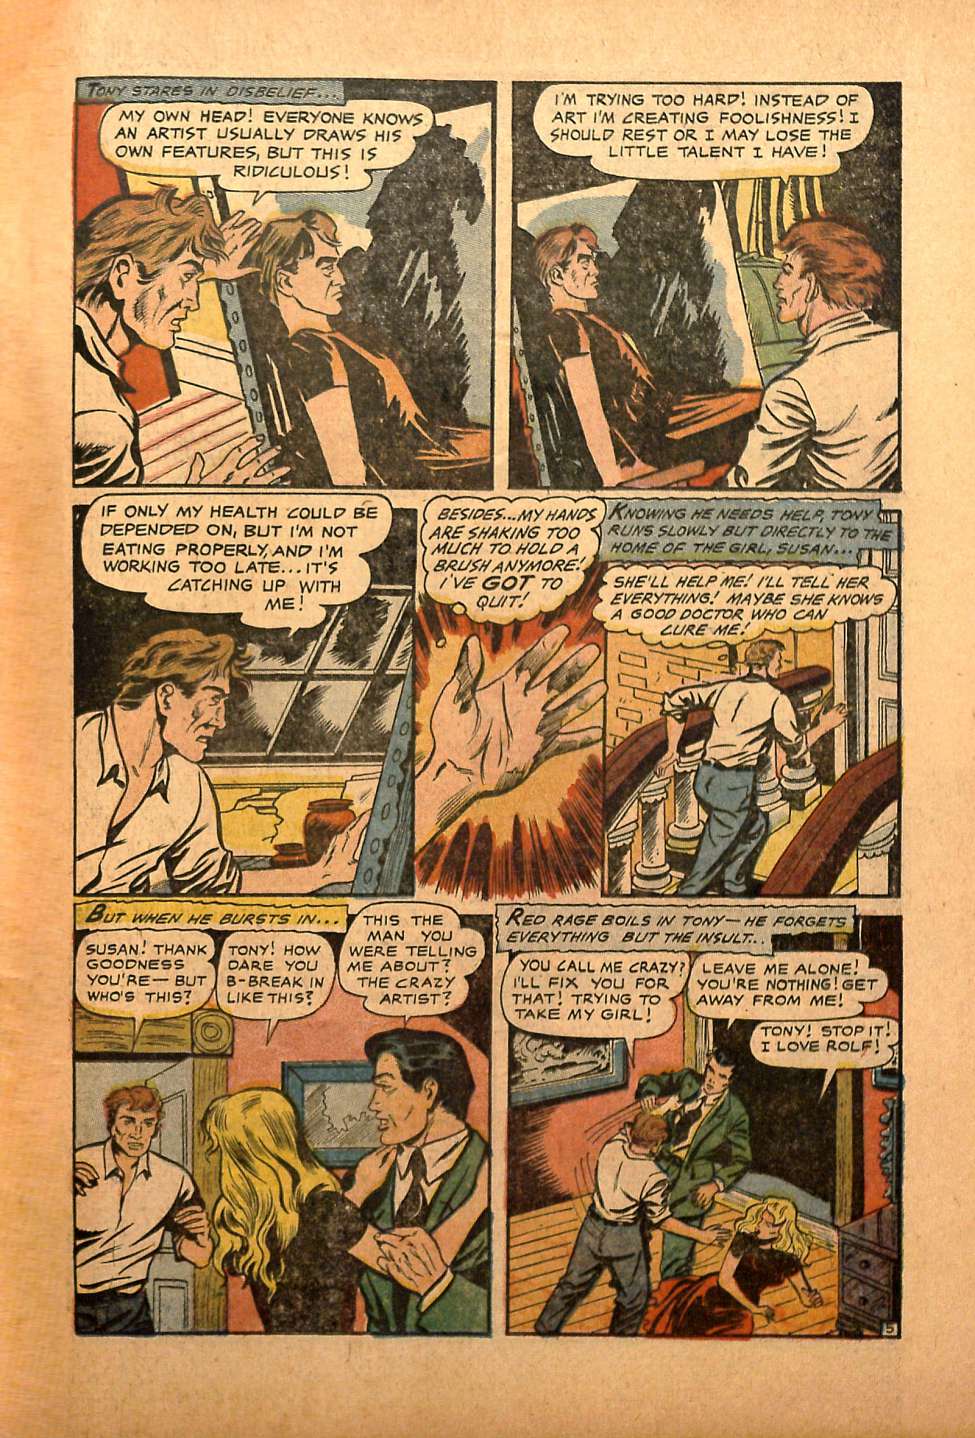 TONY STARES IN DISBELIEF...
MY OWN HEAD! EVERYONE KNOWS
AN ARTIST USUALLY DRAWS HIS
OWN FEATURES, BUT THIS IS
RIDICULOUS!
I'M TRYING TOO HARD! INSTEAD OF
ART I'M CREATING FOOLISHNESS! I
SHOULD REST OR I MAY LOSE THE
LITTLE TALENT I HAVE!
IF ONLY MY HEALTH COULD BE
DEPENDED ON, BUT I'M NOT
EATING PROPERLY, AND I'M
WORKING TOO LATE... IT'S
CATCHING UP WITH
ME!
BESIDES... MY HANDS
ARE SHAKING TOO
MUCH TO HOLD A
BRUSH ANYMORE!
I'VE GOT TO
QUIT!
KNOWING HE NEEDS HELP, TONY
RUNS SLOWLY BUT DIRECTLY TO THE
HOME OF THE GIRL, SUSAN...
SHE'LL HELP ME! I'LL TELL HER
EVERYTHING! MAYBE SHE KNOWS
A GOOD DOCTOR WHO CAN
CURE ME!
BUT WHEN HE BURSTS IN...
SUSAN! THANK
GOODNESS
YOU'RE— BUT
WHO'S THIS?
TONY! HOW
DARE YOU
B-BREAK IN
LIKE THIS?
THIS THE
MAN YOU
WERE TELLING
ME ABOUT?
THE CRAZY
ARTIST?
RED RAGE BOILS IN TONY— HE FORGETS
EVERYTHING BUT THE INSULT...
YOU CALL ME CRAZY?
I'LL FIX YOU FOR
THAT! TRYING TO
TAKE MY GIRL!
LEAVE ME ALONE!
YOU'RE NOTHING! GET
AWAY FROM ME!
TONY! STOP IT!
I LOVE ROLF!
5